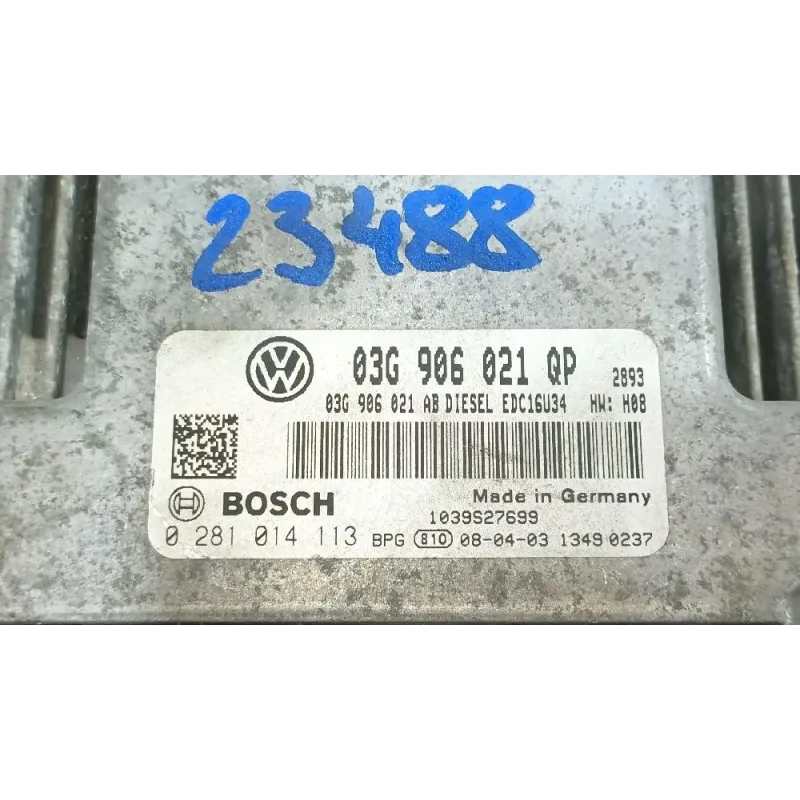 23488
VW 03G 906 021 QP 2893
03G 906 021 AB DIESEL EDC16U34 HW: H08
BOSCH Made in Germany
1039S27699
0 281 014 113 BPG 810 08-04-03 1349 0237